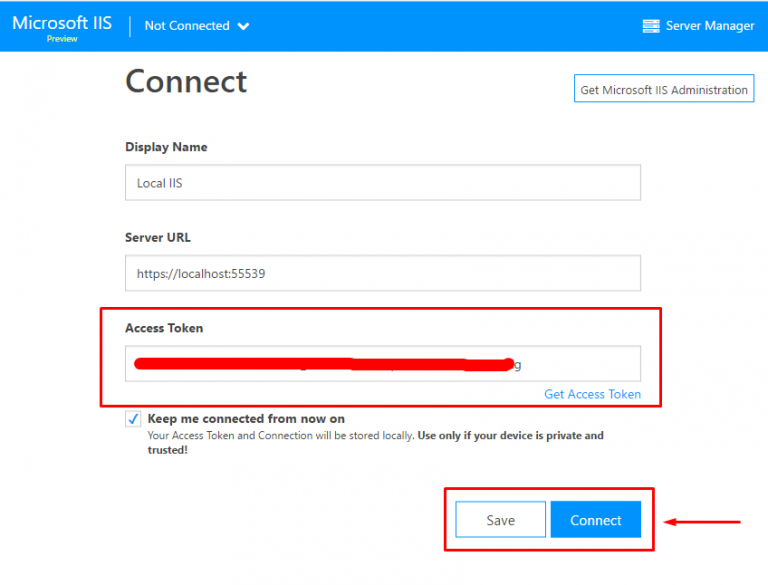 Microsoft IIS
Preview
Not Connected
Server Manager
Connect
Get Microsoft IIS Administration
Display Name
Local IIS
Server URL
https://localhost:55539
Access Token
g
Get Access Token
Keep me connected from now on
Your Access Token and Connection will be stored locally. Use only if your device is private and
trusted!
Save
Connect